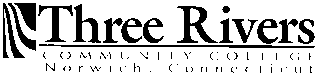 Three Rivers
COMMUNITY COLLEGE
Norwich, Connecticut